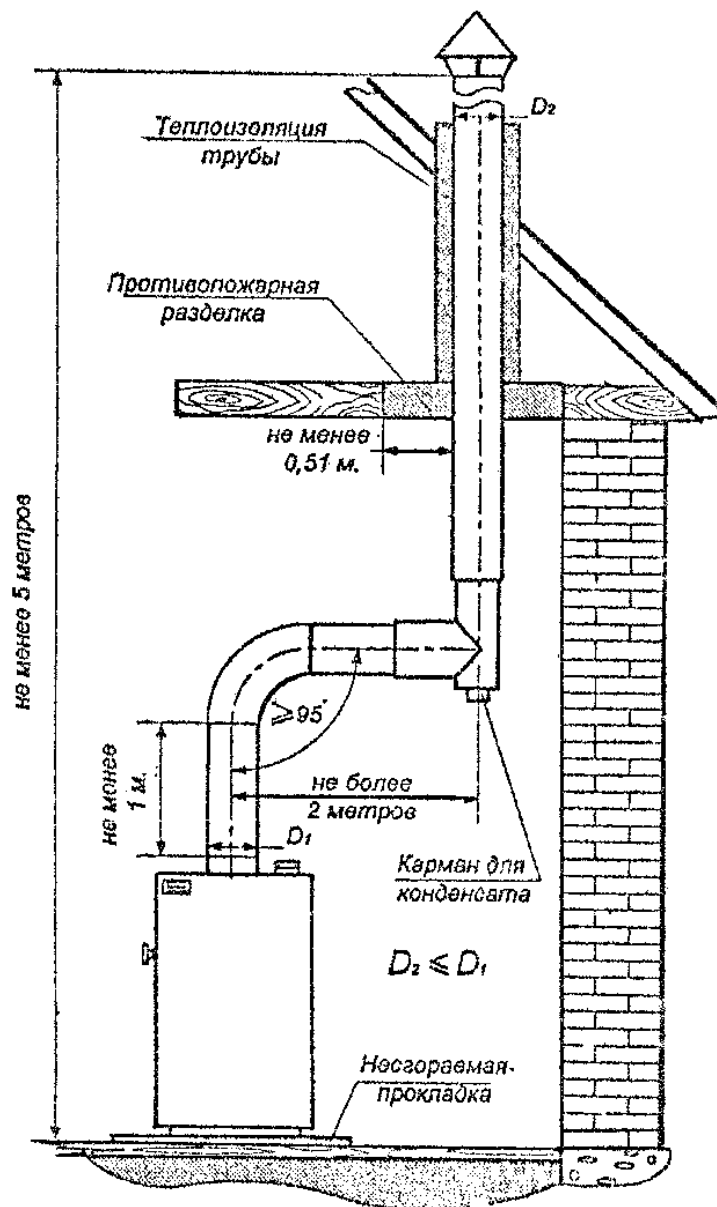 D₂
Теплоизоляция
трубы
Противопожарная
разделка
не менее
0,51 м.
не менее 5 метров
⩾ 95°
не менее
1 м.
не более
2 метров
D₁
Карман для
конденсата
D₂ ⩽ D₁
Несгораемая-
прокладка